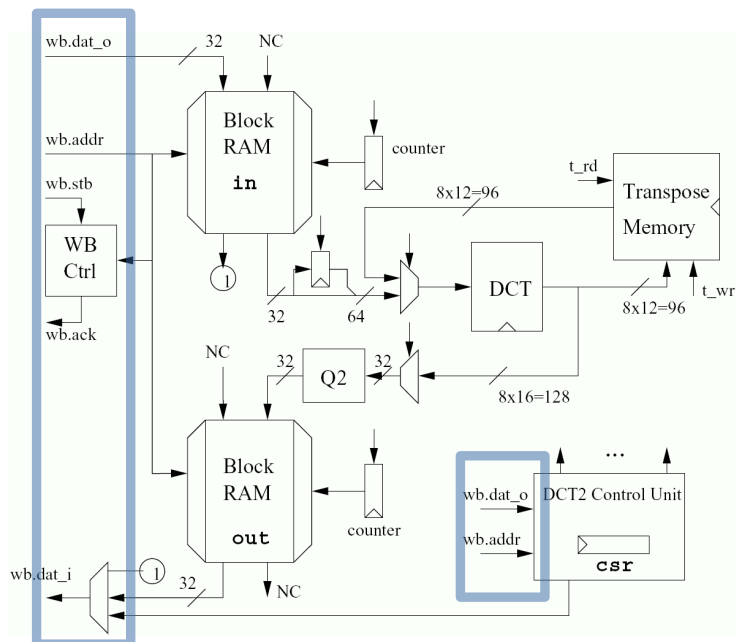 wb.dat_o
32
NC
Block
RAM
in
wb.addr
counter
wb.stb
WB
Ctrl
wb.ack
1
t_rd
8x12=96
Transpose
Memory
t_wr
32
64
DCT
8x12=96
NC
32
Q2
32
8x16=128
Block
RAM
out
counter
...
wb.dat_o
DCT2 Control Unit
wb.addr
csr
wb.dat_i
1
32
NC